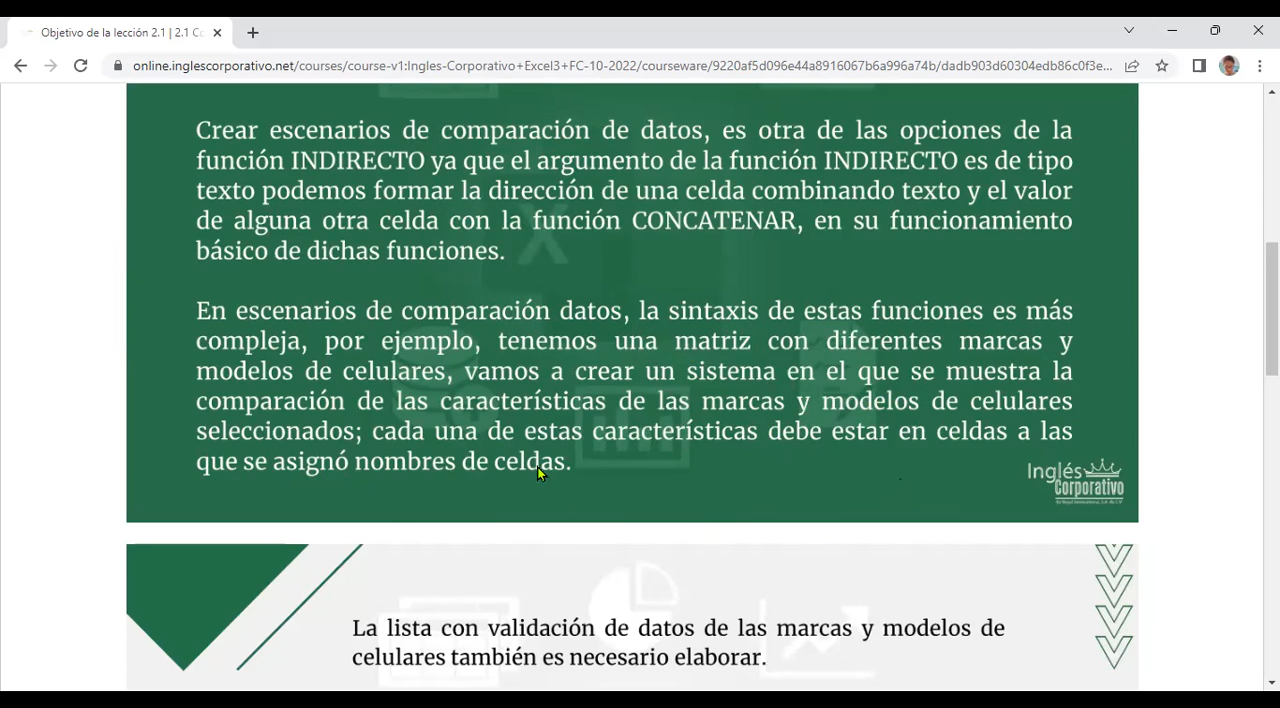 Objetivo de la lección 2.1 | 2.1 Co
online.inglescorporativo.net/courses/course-v1:Ingles-Corporativo+Excel3+FC-10-2022/courseware/9220af5d096e44a8916067b6a996a74b/dadb903d60304edb86c0f3e...
Crear escenarios de comparación de datos, es otra de las opciones de la
función INDIRECTO ya que el argumento de la función INDIRECTO es de tipo
texto podemos formar la dirección de una celda combinando texto y el valor
de alguna otra celda con la función CONCATENAR, en su funcionamiento
básico de dichas funciones.
En escenarios de comparación datos, la sintaxis de estas funciones es más
compleja, por ejemplo, tenemos una matriz con diferentes marcas y
modelos de celulares, vamos a crear un sistema en el que se muestra la
comparación de las características de las marcas y modelos de celulares
seleccionados; cada una de estas características debe estar en celdas a las
que se asignó nombres de celdas.
Inglés
Corporativo
La lista con validación de datos de las marcas y modelos de
celulares también es necesario elaborar.